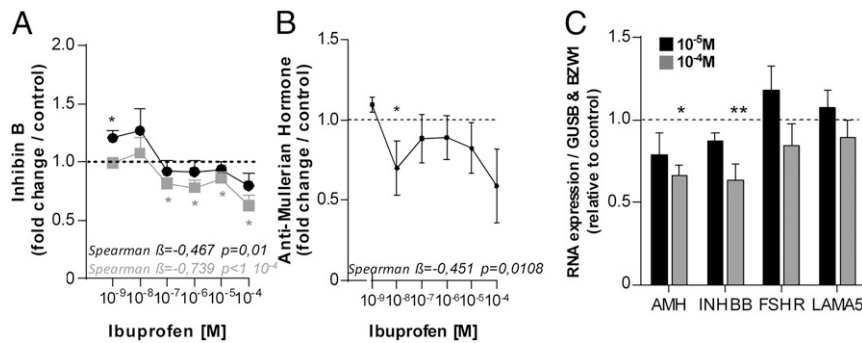 A
Inhibin B
(fold change / control)
2.0
1.5
1.0
0.5
0
*
*
*
*
*
Spearman ß=-0,467 p=0,01
Spearman ß=-0,739 p<1 10⁻⁴
10⁻⁹ 10⁻⁸ 10⁻⁷ 10⁻⁶ 10⁻⁵ 10⁻⁴
Ibuprofen [M]
B
Anti-Mullerian Hormone
(fold change / control)
1.5
1.0
0.5
0
*
Spearman ß=-0,451 p=0,0108
10⁻⁹ 10⁻⁸ 10⁻⁷ 10⁻⁶ 10⁻⁵ 10⁻⁴
Ibuprofen [M]
C
RNA expression / GUSB & BZW1
(relative to control)
1.5
1.0
0.5
0.0
10⁻⁵M
10⁻⁴M
* **
AMH INHBB FSHR LAMA5